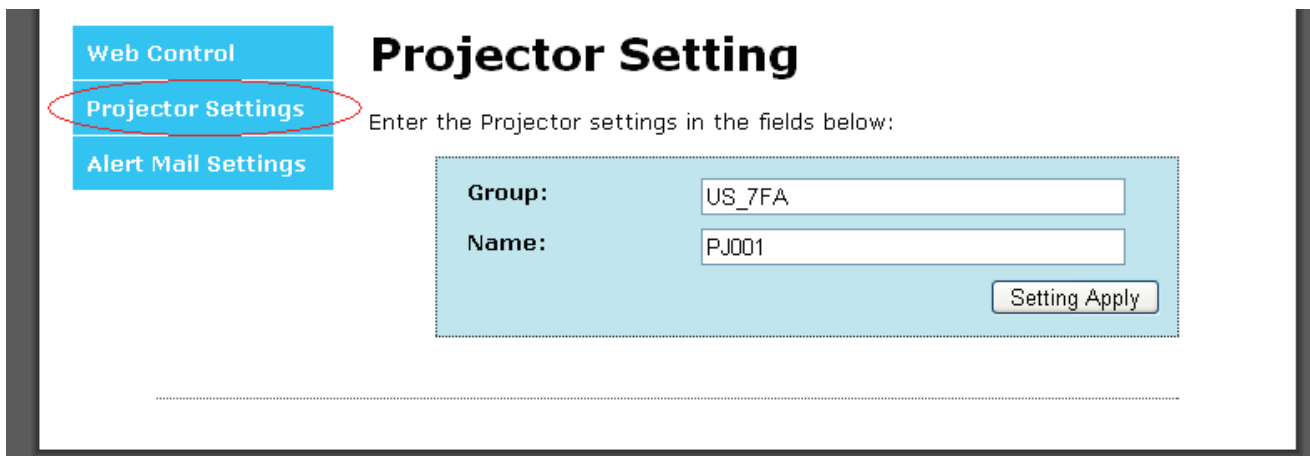 Web Control
Projector Settings
Alert Mail Settings
Projector Setting
Enter the Projector settings in the fields below:
Group: US_7FA
Name: PJ001
Setting Apply